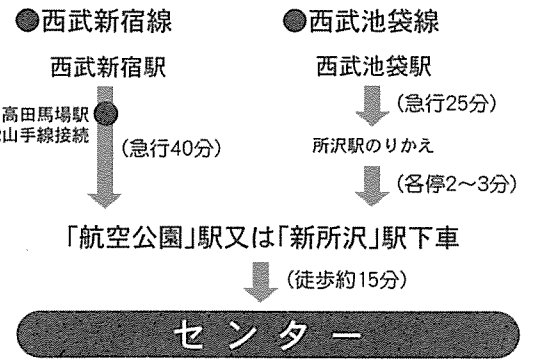 ●西武新宿線
西武新宿駅
高田馬場駅
山手線接続
(急行40分)
●西武池袋線
西武池袋駅
(急行25分)
所沢駅のりかえ
(各停2〜3分)
「航空公園」駅又は「新所沢」駅下車
(徒歩約15分)
センター